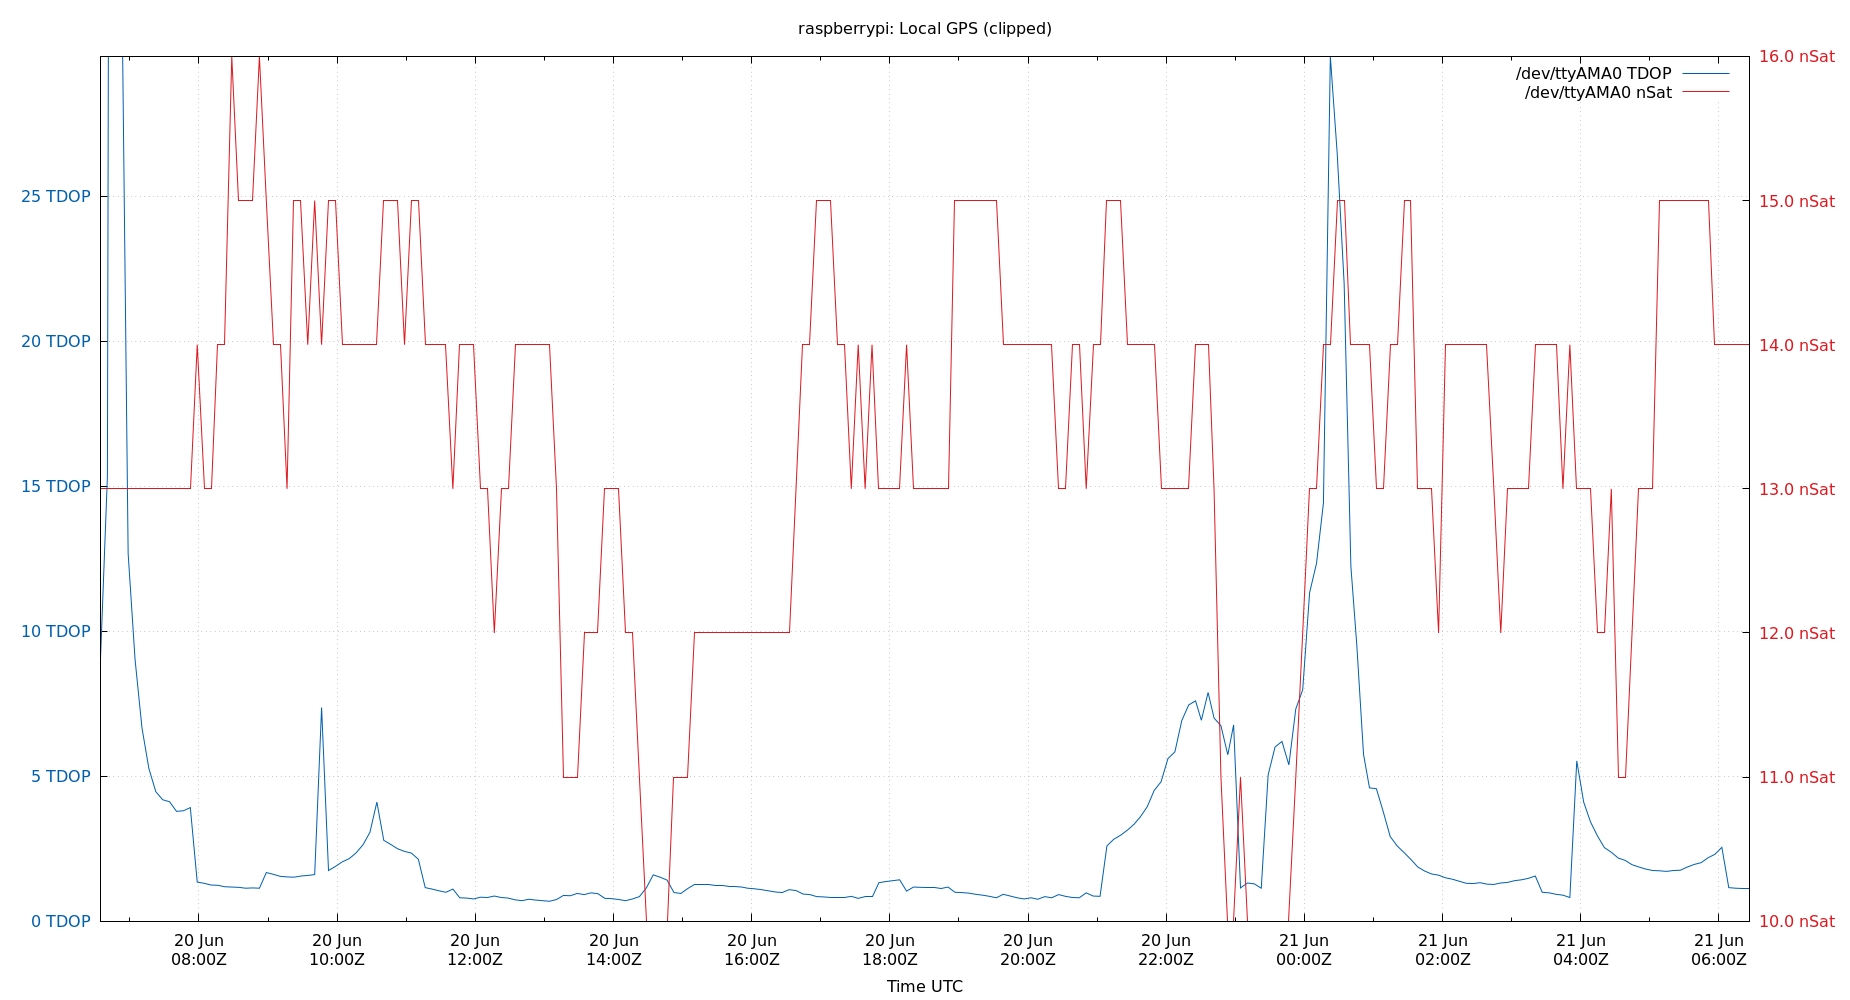 raspberrypi: Local GPS (clipped)
/dev/ttyAMA0 TDOP
/dev/ttyAMA0 nSat
25 TDOP
20 TDOP
15 TDOP
10 TDOP
5 TDOP
0 TDOP
16.0 nSat
15.0 nSat
14.0 nSat
13.0 nSat
12.0 nSat
11.0 nSat
10.0 nSat
20 Jun
08:00Z
20 Jun
10:00Z
20 Jun
12:00Z
20 Jun
14:00Z
20 Jun
16:00Z
20 Jun
18:00Z
20 Jun
20:00Z
20 Jun
22:00Z
21 Jun
00:00Z
21 Jun
02:00Z
21 Jun
04:00Z
21 Jun
06:00Z
Time UTC